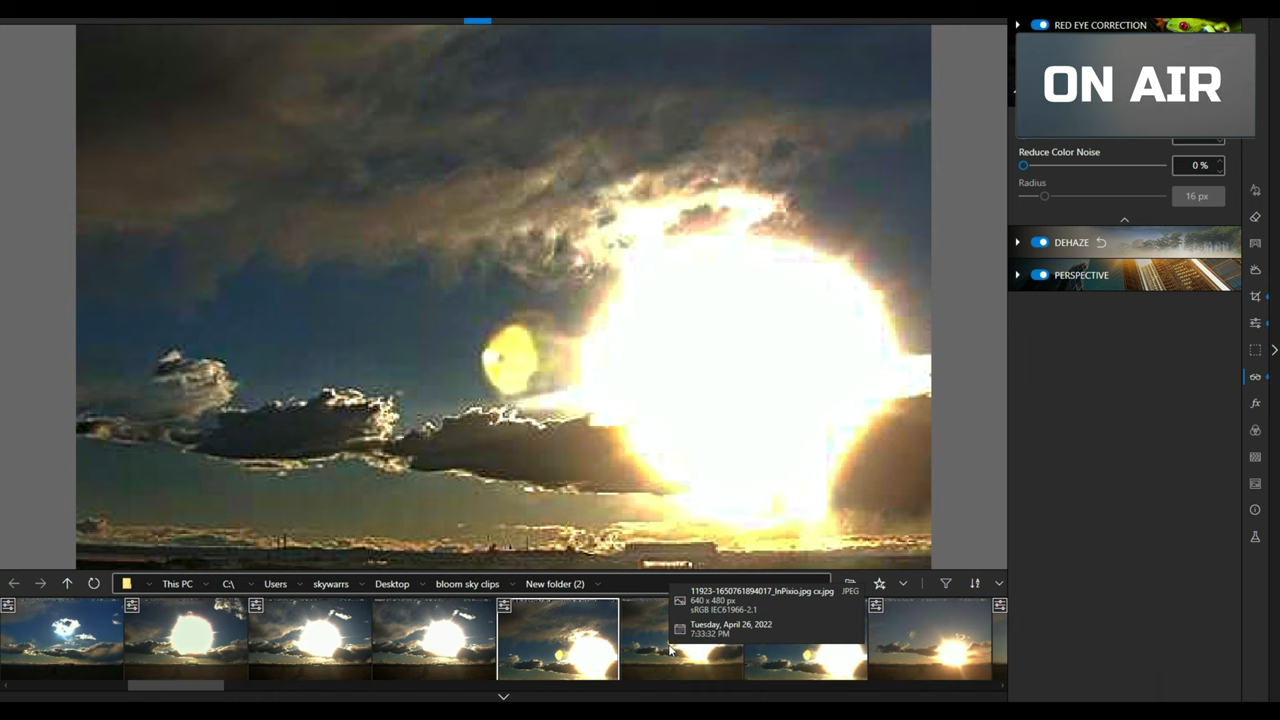 RED EYE CORRECTION
ON AIR
Reduce Color Noise
0 %
Radius
16 px
DEHAZE
PERSPECTIVE
This PC
C:\
Users
skywarrs
Desktop
bloom sky clips
New folder (2)
11923-1650761894017_InPixio.jpg cx.jpg JPEG
640 x 480 px
sRGB IEC61966-2.1
Tuesday, April 26, 2022
7:33:32 PM
fx